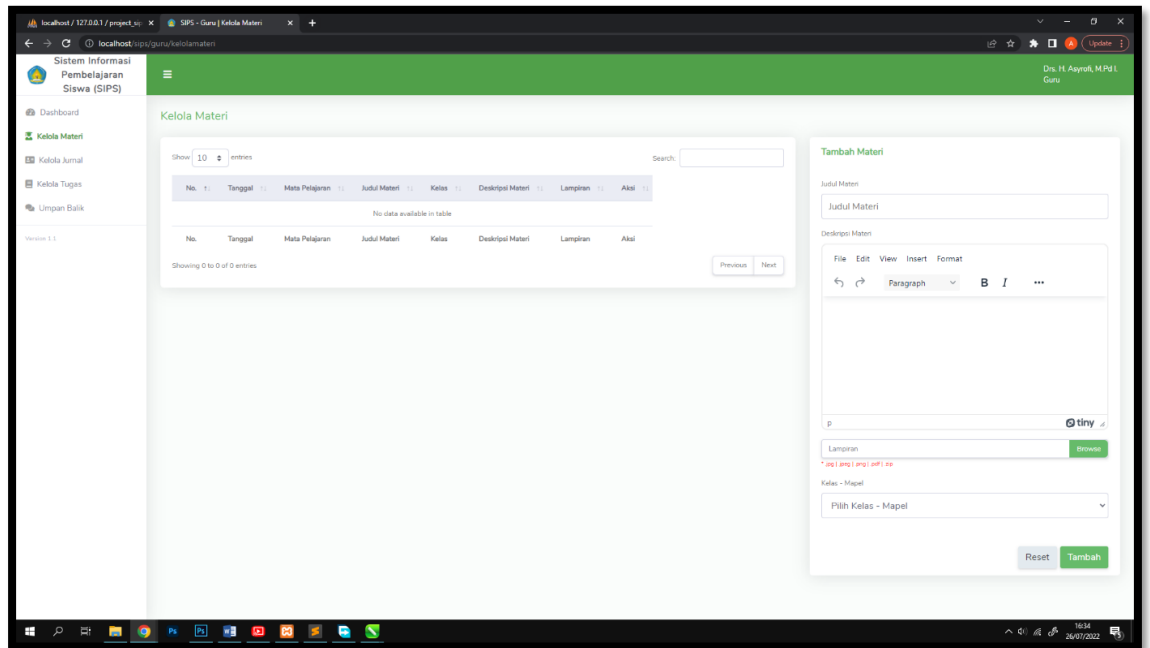 localhost / 127.0.0.1 / project_sip
SIPS - Guru | Kelola Materi
localhost/sips/guru/kelolamateri
A
Update
Sistem Informasi
Pembelajaran
Siswa (SIPS)
Drs. H. Asyrofi, M.Pd I.
Guru
Dashboard
Kelola Materi
Kelola Jurnal
Kelola Tugas
Umpan Balik
Version 1.1
Kelola Materi
Show 10 entries
Search:
No. Tanggal Mata Pelajaran Judul Materi Kelas Deskripsi Materi Lampiran Aksi
No data available in table
No. Tanggal Mata Pelajaran Judul Materi Kelas Deskripsi Materi Lampiran Aksi
Showing 0 to 0 of 0 entries
Previous Next
Tambah Materi
Judul Materi
Judul Materi
Deskripsi Materi
File Edit View Insert Format
Paragraph B I ...
p
tiny
Lampiran
Browse
* jpg | jpeg | png | pdf | zip
Kelas - Mapel
Pilih Kelas - Mapel
Reset Tambah
Ps Ps
16:34
26/07/2022